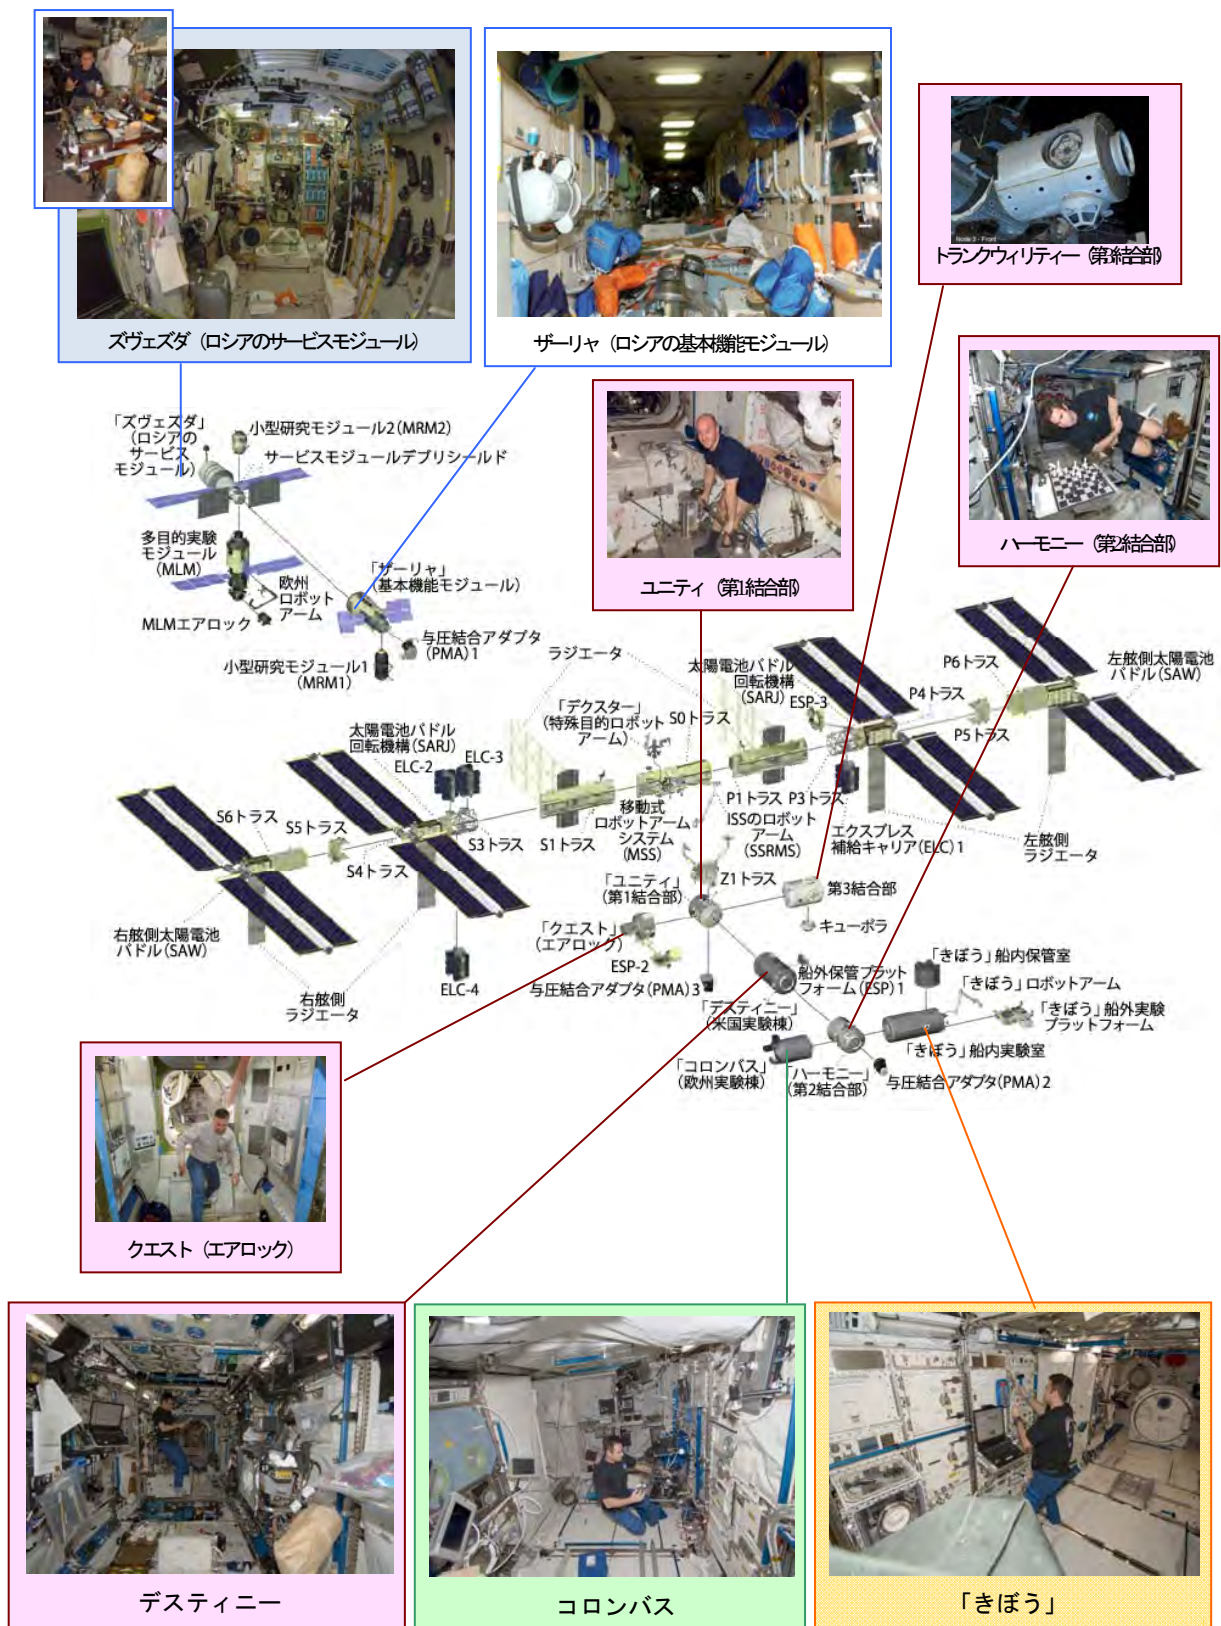 ズヴェズダ（ロシアのサービスモジュール）
ザーリャ（ロシアの基本機能モジュール）
Node 3 - Front
トランクウィリティー（第3結合部）
ユニティ（第1結合部）
ハーモニー（第2結合部）
「ズヴェズダ」
（ロシアの
サービス
モジュール）
小型研究モジュール2（MRM2）
サービスモジュールデブリシールド
多目的実験
モジュール
（MLM）
欧州
ロボット
アーム
MLMエアロック
「ザーリャ」
（基本機能モジュール）
与圧結合アダプタ
（PMA）1
小型研究モジュール1
（MRM1）
ラジエータ
「デクスター」
（特殊目的ロボット
アーム）
S0トラス
太陽電池パドル
回転機構
（SARJ）
ESP-3
P6トラス
左舷側太陽電池
パドル（SAW）
P4トラス
P5トラス
太陽電池パドル
回転機構（SARJ）
ELC-2
ELC-3
S6トラス
S5トラス
S4トラス
S3トラス
S1トラス
移動式
ロボットアーム
システム
（MSS）
P1トラス
P3トラス
ISSのロボット
アーム
（SSRMS）
エクスプレス
補給キャリア（ELC）1
左舷側
ラジエータ
右舷側太陽電池
パドル（SAW）
右舷側
ラジエータ
ELC-4
「ユニティ」
（第1結合部）
Z1トラス
第3結合部
キューポラ
「クエスト」
（エアロック）
ESP-2
与圧結合アダプタ（PMA）3
船外保管プラット
フォーム（ESP）1
「デスティニー」
（米国実験棟）
「きぼう」船内保管室
「きぼう」ロボットアーム
「きぼう」船外実験
プラットフォーム
「きぼう」船内実験室
「コロンバス」
（欧州実験棟）
「ハーモニー」
（第2結合部）
与圧結合アダプタ（PMA）2
クエスト（エアロック）
デスティニー
コロンバス
「きぼう」